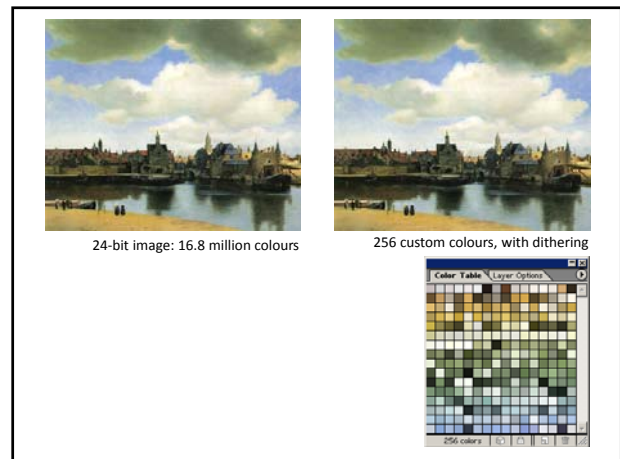 24-bit image: 16.8 million colours
256 custom colours, with dithering
Color Table Layer Options
256 colors